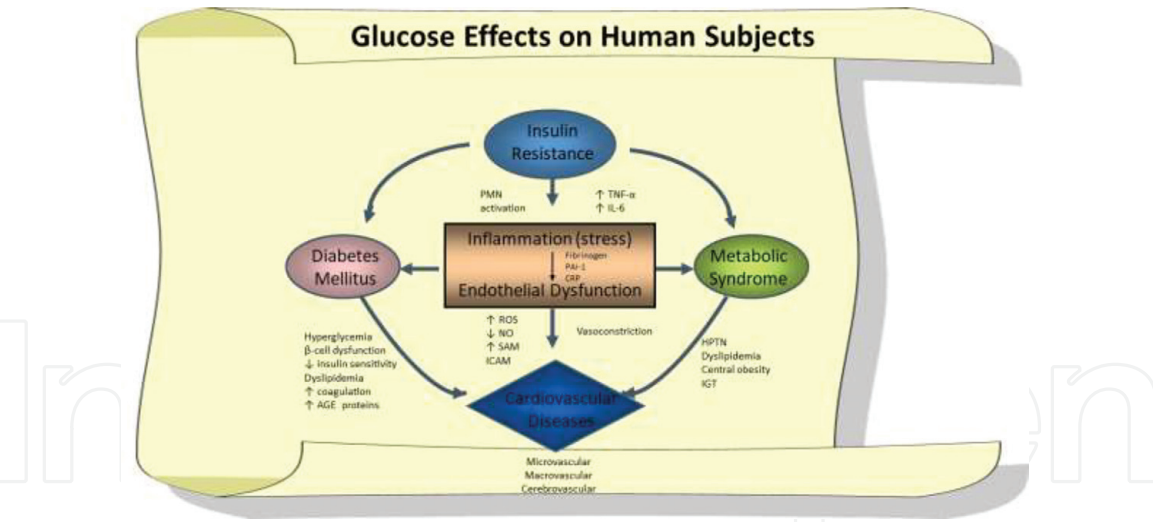 Glucose Effects on Human Subjects
Insulin
Resistance
PMN
activation
↑ TNF-α
↑ IL-6
Inflammation (stress)
Fibrinogen
PAI-1
CRP
Endothelial Dysfunction
Diabetes
Mellitus
Metabolic
Syndrome
↑ ROS
↓ NO
↑ SAM
ICAM
Vasoconstriction
Hyperglycemia
β-cell dysfunction
↓ insulin sensitivity
Dyslipidemia
↑ coagulation
↑ AGE proteins
HPTN
Dyslipidemia
Central obesity
IGT
Cardiovascular
Diseases
Microvascular
Macrovascular
Cerebrovascular